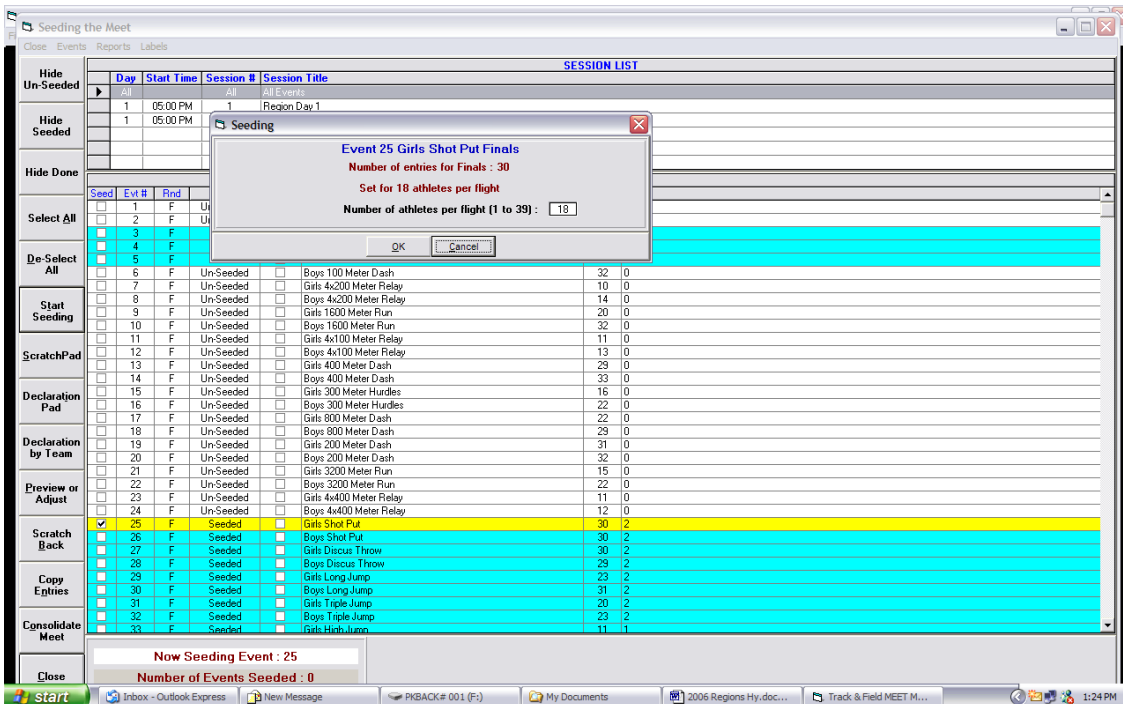 Seeding the Meet
Close Events Reports Labels
Hide Un-Seeded
Hide Seeded
Hide Done
Select All
De-Select All
Start Seeding
ScratchPad
Declaration Pad
Declaration by Team
Preview or Adjust
Scratch Back
Copy Entries
Consolidate Meet
Close
SESSION LIST
Day Start Time Session # Session Title
All All All Events
1 05:00 PM 1 Region Day 1
1 05:00 PM
Seeding
Event 25 Girls Shot Put Finals
Number of entries for Finals : 30
Set for 18 athletes per flight
Number of athletes per flight (1 to 39) : 18
OK Cancel
Seed Evt # Rnd
1 F
2 F
3 F
4 F
5 F
6 F Un-Seeded Boys 100 Meter Dash 32 0
7 F Un-Seeded Girls 4x200 Meter Relay 10 0
8 F Un-Seeded Boys 4x200 Meter Relay 14 0
9 F Un-Seeded Girls 1600 Meter Run 20 0
10 F Un-Seeded Boys 1600 Meter Run 32 0
11 F Un-Seeded Girls 4x100 Meter Relay 11 0
12 F Un-Seeded Boys 4x100 Meter Relay 13 0
13 F Un-Seeded Girls 400 Meter Dash 29 0
14 F Un-Seeded Boys 400 Meter Dash 33 0
15 F Un-Seeded Girls 300 Meter Hurdles 16 0
16 F Un-Seeded Boys 300 Meter Hurdles 22 0
17 F Un-Seeded Girls 800 Meter Dash 22 0
18 F Un-Seeded Boys 800 Meter Dash 29 0
19 F Un-Seeded Girls 200 Meter Dash 31 0
20 F Un-Seeded Boys 200 Meter Dash 32 0
21 F Un-Seeded Girls 3200 Meter Run 15 0
22 F Un-Seeded Boys 3200 Meter Run 22 0
23 F Un-Seeded Girls 4x400 Meter Relay 11 0
24 F Un-Seeded Boys 4x400 Meter Relay 12 0
25 F Seeded Girls Shot Put 30 2
26 F Seeded Boys Shot Put 30 2
27 F Seeded Girls Discus Throw 30 2
28 F Seeded Boys Discus Throw 29 2
29 F Seeded Girls Long Jump 23 2
30 F Seeded Boys Long Jump 31 2
31 F Seeded Girls Triple Jump 20 2
32 F Seeded Boys Triple Jump 23 2
33 F Seeded Girls High Jump 11 1
Now Seeding Event : 25
Number of Events Seeded : 0
start Inbox - Outlook Express New Message PKBACK# 001 (F:) My Documents 2006 Regions Hy.doc... Track & Field MEET M... 1:24 PM